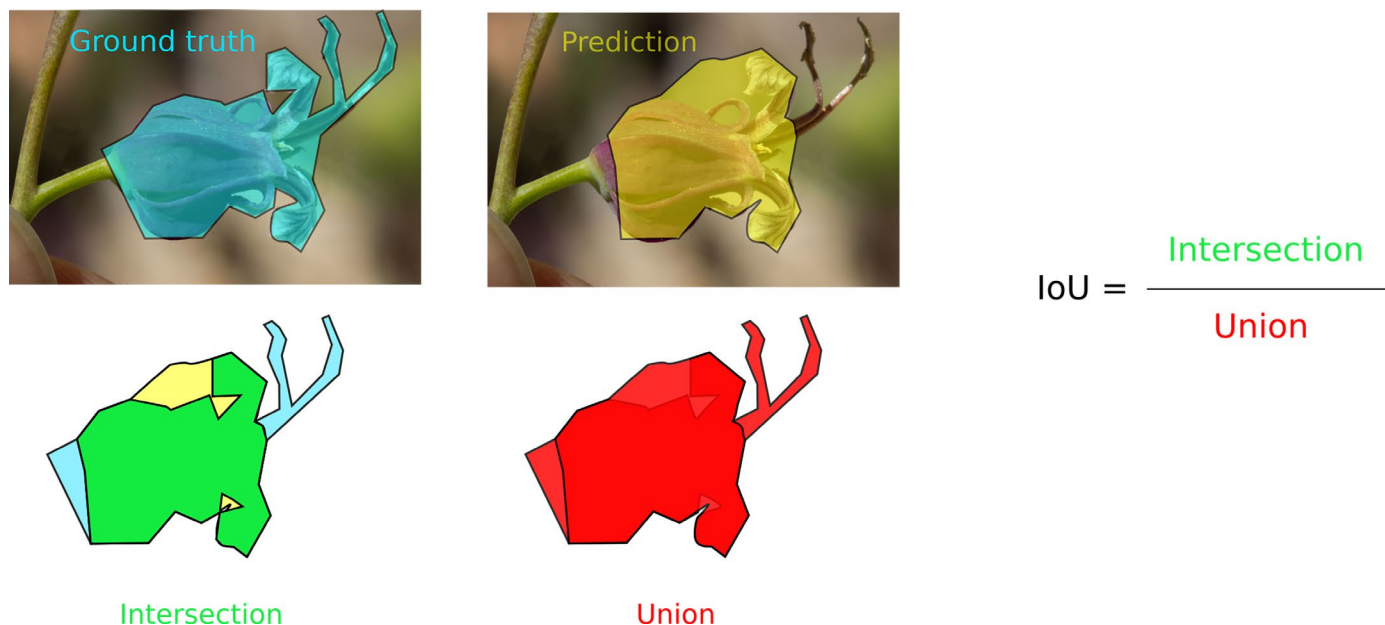 Ground truth
Prediction
Intersection
IoU =
Union
Intersection
Union